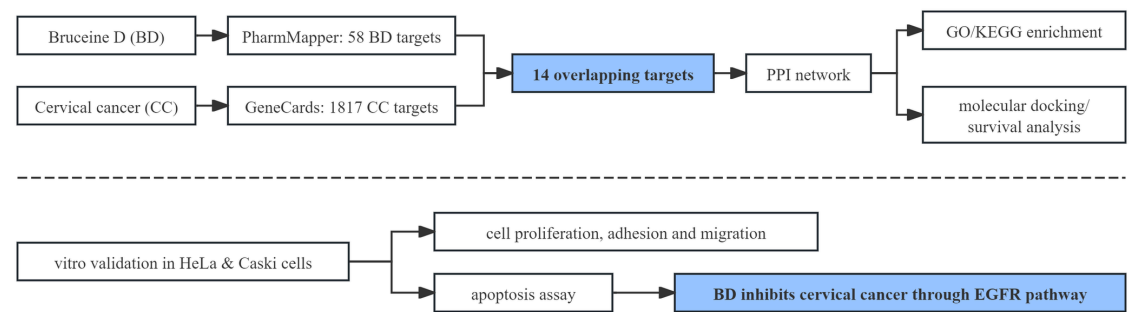 Bruceine D (BD)
PharmMapper: 58 BD targets
Cervical cancer (CC)
GeneCards: 1817 CC targets
14 overlapping targets
PPI network
GO/KEGG enrichment
molecular docking/
survival analysis
vitro validation in HeLa & Caski cells
cell proliferation, adhesion and migration
apoptosis assay
BD inhibits cervical cancer through EGFR pathway